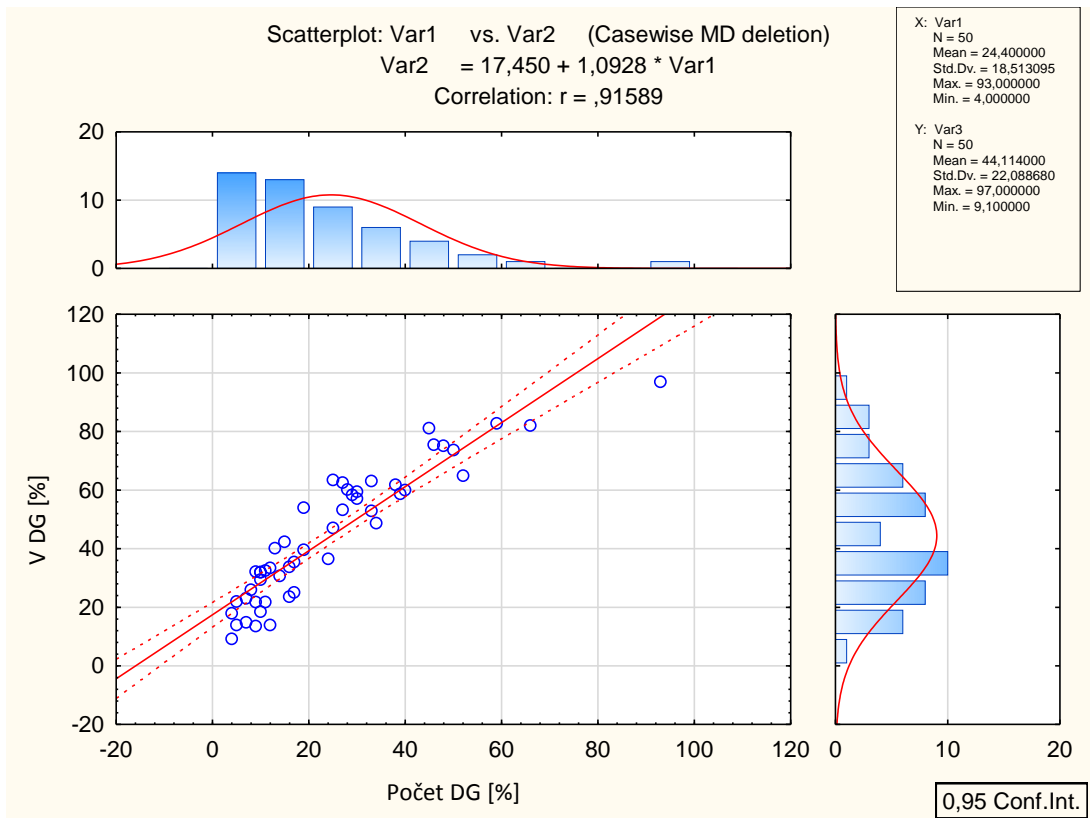 Scatterplot: Var1 vs. Var2 (Casewise MD deletion)
Var2 = 17,450 + 1,0928 * Var1
Correlation: r = ,91589
X: Var1
N = 50
Mean = 24,400000
Std.Dv. = 18,513095
Max. = 93,000000
Min. = 4,000000
Y: Var3
N = 50
Mean = 44,114000
Std.Dv. = 22,088680
Max. = 97,000000
Min. = 9,100000
20
10
0
120
100
80
60
40
20
0
-20
V DG [%]
-20 0 20 40 60 80 100 120
0 10 20
Počet DG [%]
0,95 Conf.Int.